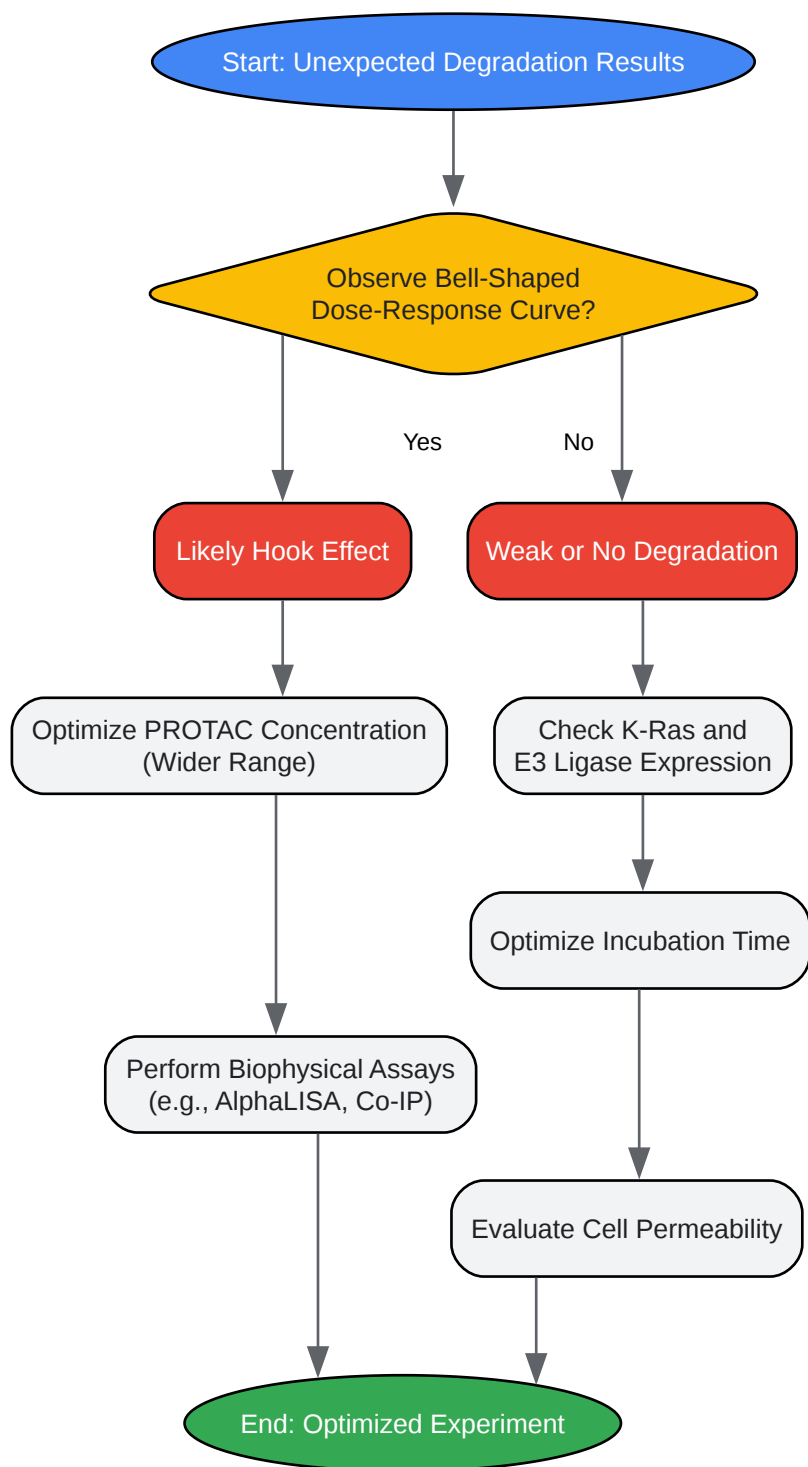 Start: Unexpected Degradation Results
Observe Bell-Shaped
Dose-Response Curve?
Yes
No
Likely Hook Effect
Weak or No Degradation
Optimize PROTAC Concentration
(Wider Range)
Check K-Ras and
E3 Ligase Expression
Optimize Incubation Time
Perform Biophysical Assays
(e.g., AlphaLISA, Co-IP)
Evaluate Cell Permeability
End: Optimized Experiment